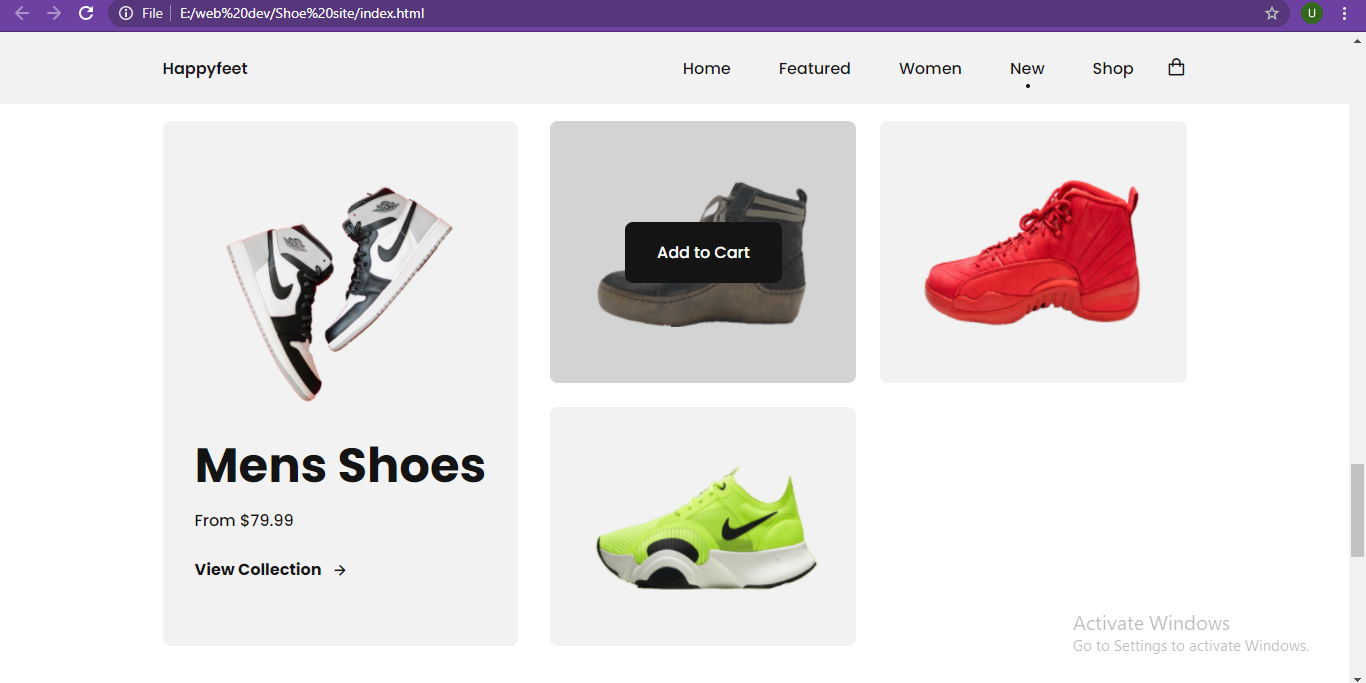 File
E:/web%20dev/Shoe%20site/index.html
U
Happyfeet
Home
Featured
Women
New
Shop
Add to Cart
Mens Shoes
From $79.99
View Collection →
Activate Windows
Go to Settings to activate Windows.